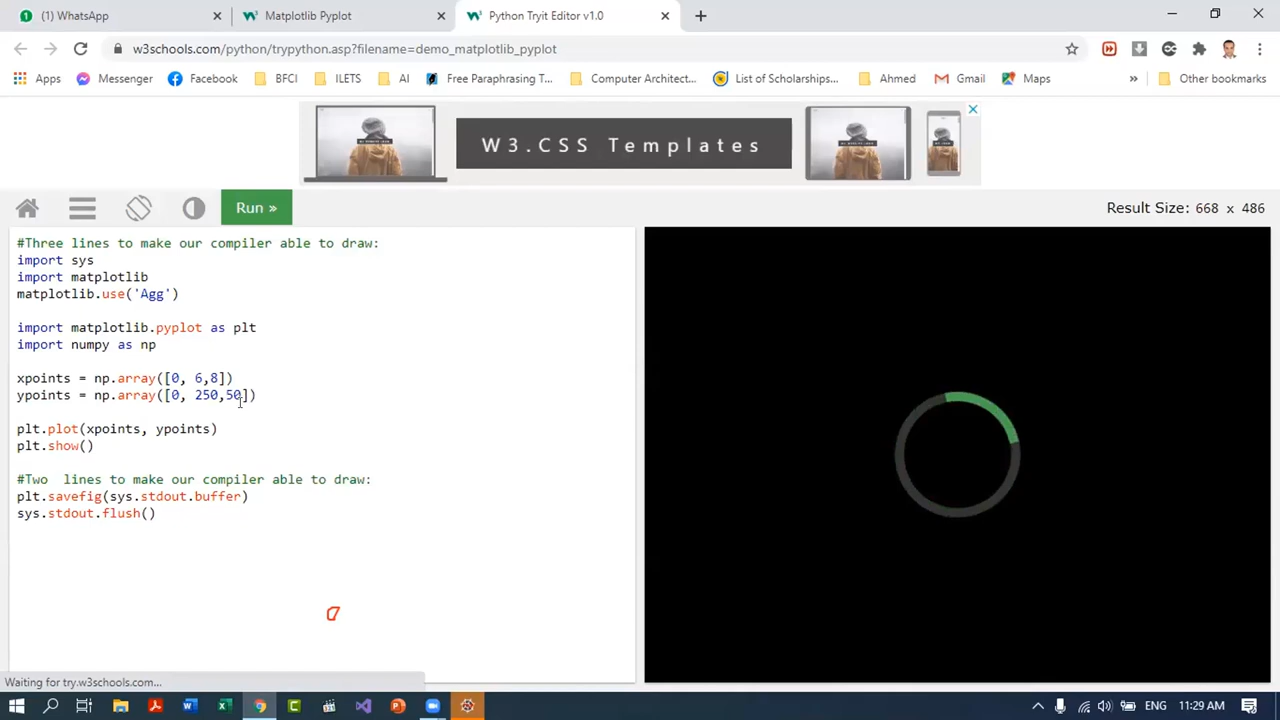 (1) WhatsApp
Matplotlib Pyplot
Python Tryit Editor v1.0
w3schools.com/python/trypython.asp?filename=demo_matplotlib_pyplot
Apps
Messenger
Facebook
BFCI
ILETS
AI
Free Paraphrasing T...
Computer Architect...
List of Scholarships...
Ahmed
Gmail
Maps
»
Other bookmarks
W3.CSS Templates
Run »
Result Size: 668 x 486
#Three lines to make our compiler able to draw:
import sys
import matplotlib
matplotlib.use('Agg')
import matplotlib.pyplot as plt
import numpy as np
xpoints = np.array([0, 6,8])
ypoints = np.array([0, 250,50])
plt.plot(xpoints, ypoints)
plt.show()
#Two  lines to make our compiler able to draw:
plt.savefig(sys.stdout.buffer)
sys.stdout.flush()
Waiting for try.w3schools.com...
ENG
11:29 AM